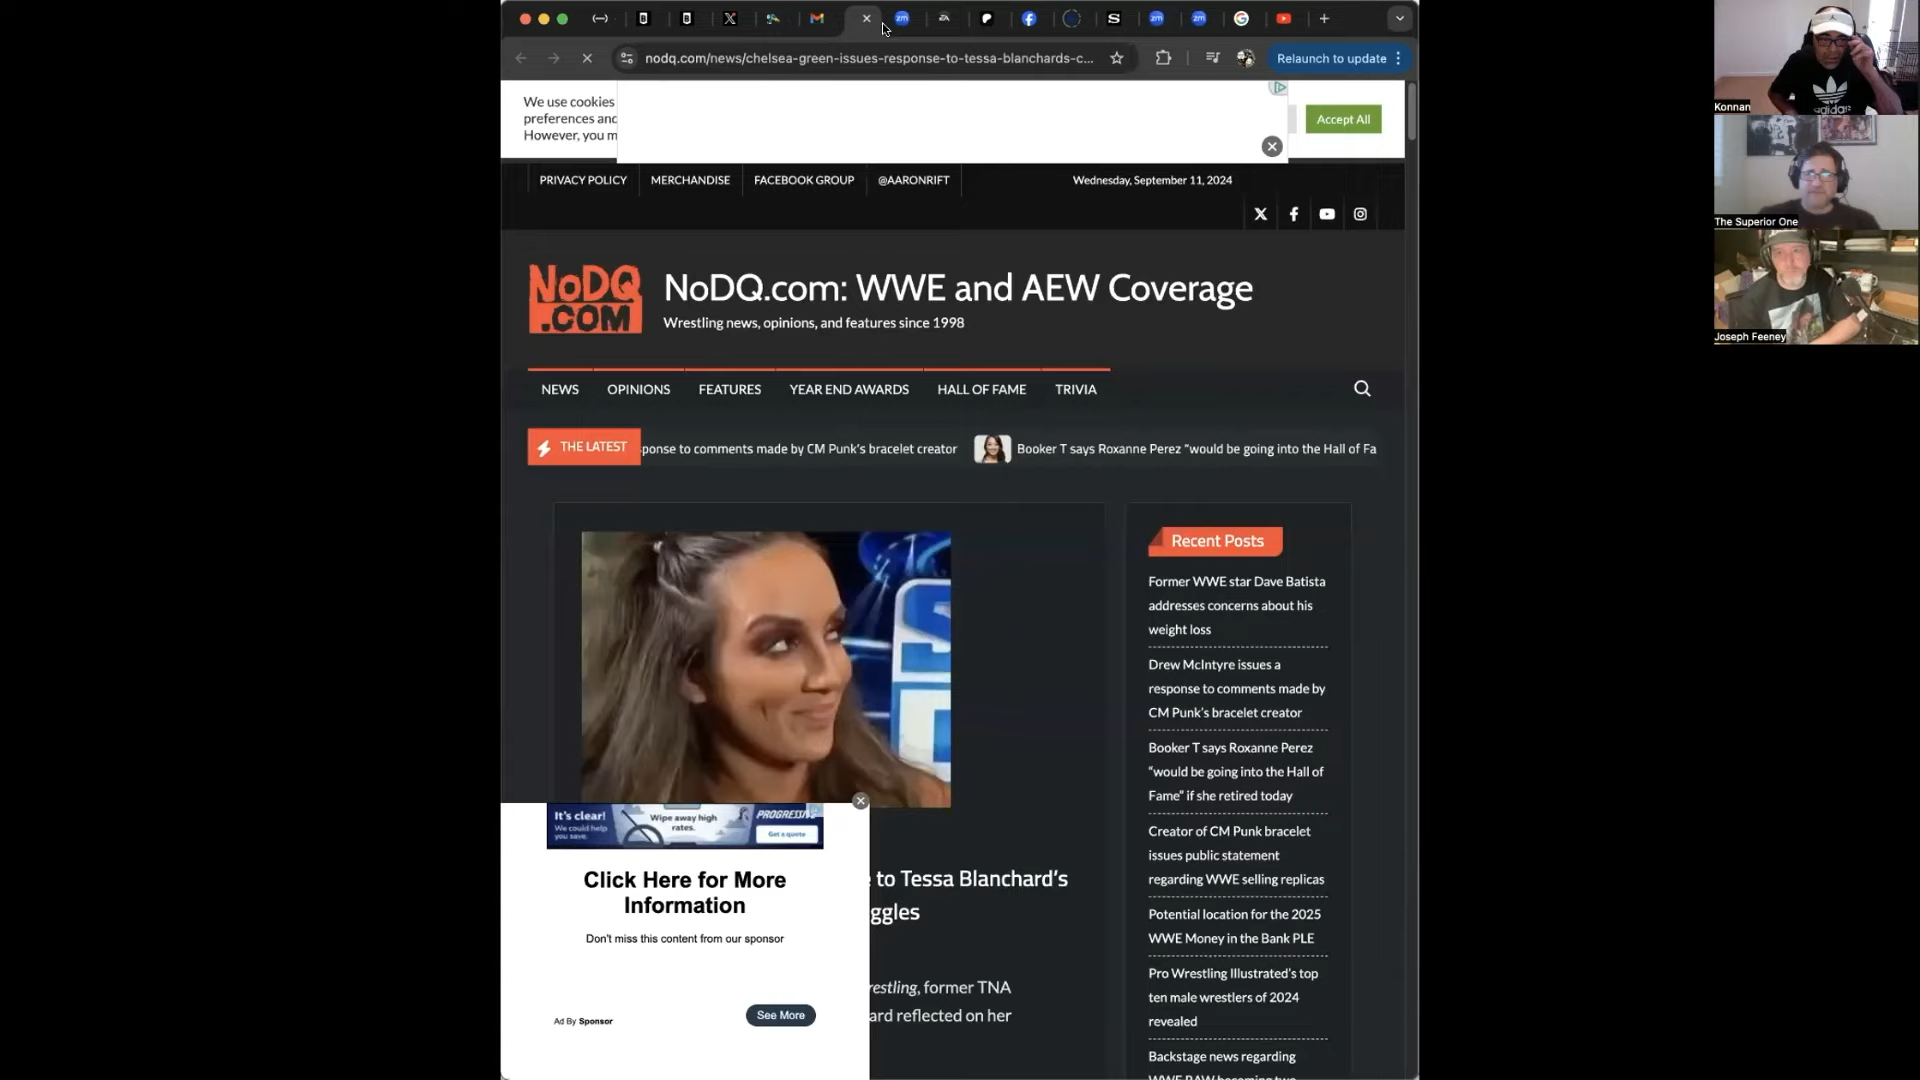 nodq.com/news/chelsea-green-issues-response-to-tessa-blanchards-c...
Relaunch to update
We use cookies
preferences and
However, you m
Accept All
PRIVACY POLICY
MERCHANDISE
FACEBOOK GROUP
@AARONRIFT
Wednesday, September 11, 2024
NoDQ
.COM
NoDQ.com: WWE and AEW Coverage
Wrestling news, opinions, and features since 1998
NEWS
OPINIONS
FEATURES
YEAR END AWARDS
HALL OF FAME
TRIVIA
THE LATEST
ponse to comments made by CM Punk's bracelet creator
Booker T says Roxanne Perez "would be going into the Hall of Fa
Recent Posts
Former WWE star Dave Batista
addresses concerns about his
weight loss
Drew McIntyre issues a
response to comments made by
CM Punk's bracelet creator
Booker T says Roxanne Perez
"would be going into the Hall of
Fame" if she retired today
Creator of CM Punk bracelet
issues public statement
regarding WWE selling replicas
Potential location for the 2025
WWE Money in the Bank PLE
Pro Wrestling Illustrated's top
ten male wrestlers of 2024
revealed
Backstage news regarding
to Tessa Blanchard's
ggles
restling, former TNA
ard reflected on her
It's clear!
We could help
you save.
Wipe away high
rates.
PROGRESSIVE
Get a quote
Click Here for More
Information
Don't miss this content from our sponsor
Ad By Sponsor
See More
Konnan
adidas
The Superior One
Joseph Feeney